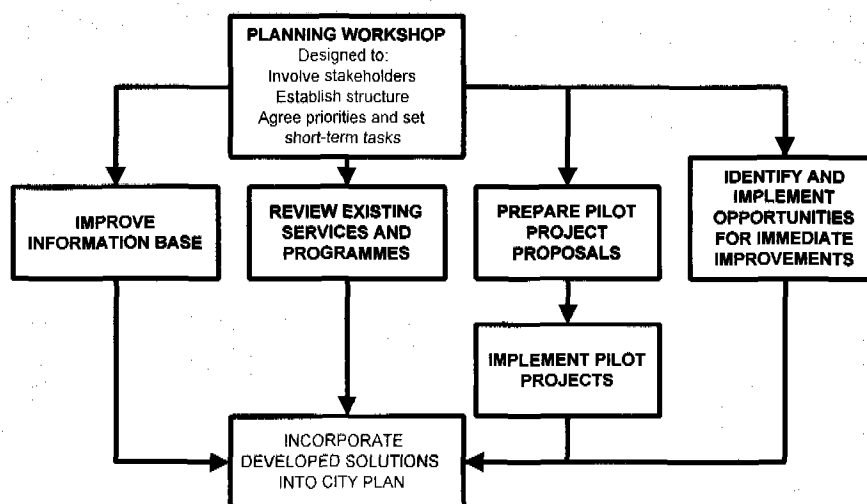 PLANNING WORKSHOP
Designed to:
Involve stakeholders
Establish structure
Agree priorities and set
short-term tasks
IMPROVE
INFORMATION BASE
REVIEW EXISTING
SERVICES AND
PROGRAMMES
PREPARE PILOT
PROJECT
PROPOSALS
IDENTIFY AND
IMPLEMENT
OPPORTUNITIES
FOR IMMEDIATE
IMPROVEMENTS
IMPLEMENT PILOT
PROJECTS
INCORPORATE
DEVELOPED SOLUTIONS
INTO CITY PLAN